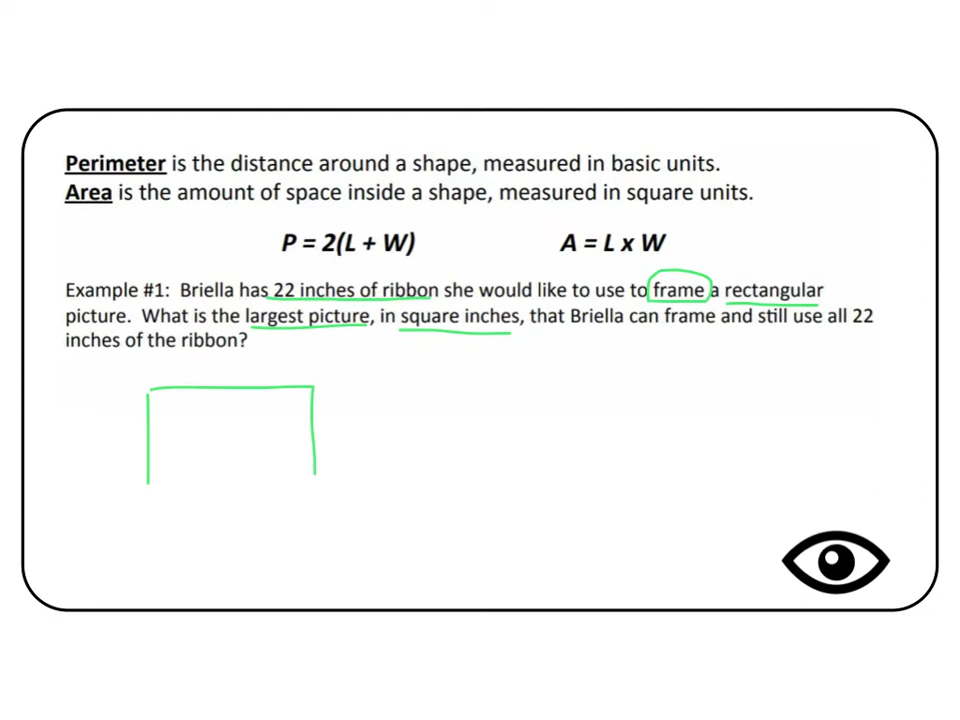 Perimeter is the distance around a shape, measured in basic units.
Area is the amount of space inside a shape, measured in square units.
P = 2(L + W) A = L x W
Example #1: Briella has 22 inches of ribbon she would like to use to frame a rectangular
picture. What is the largest picture, in square inches, that Briella can frame and still use all 22
inches of the ribbon?